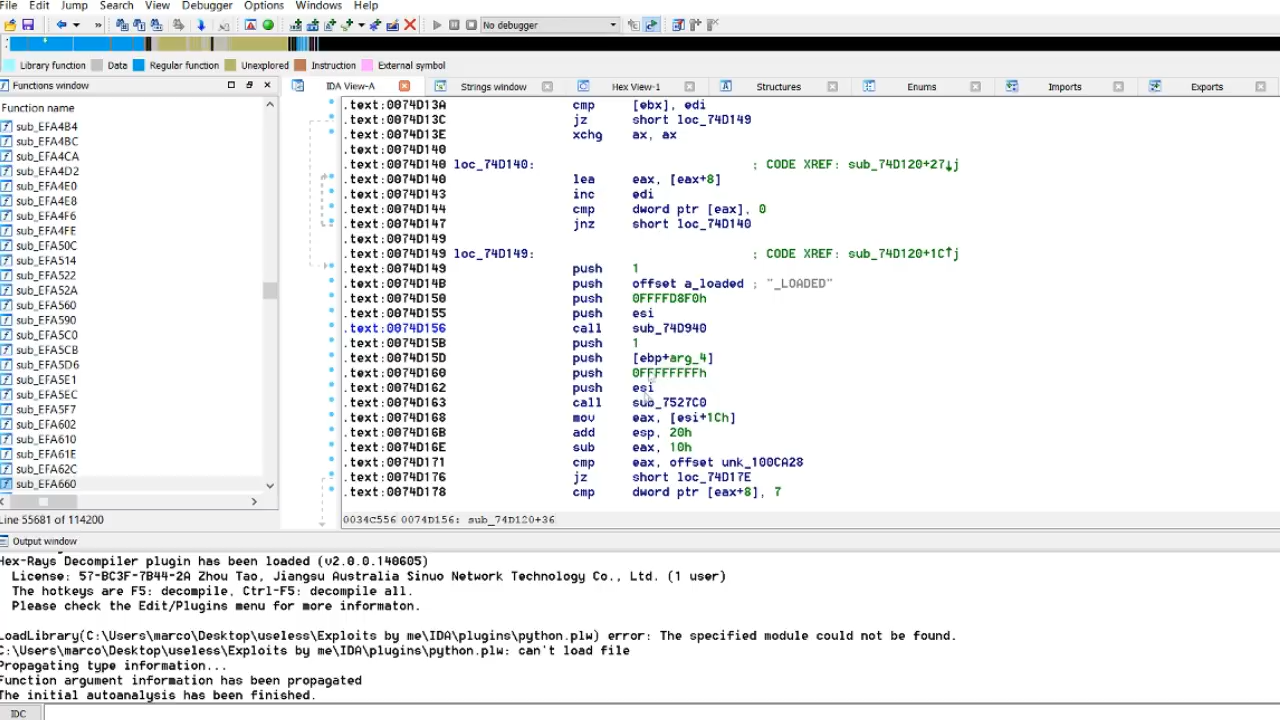 File Edit Jump Search View Debugger Options Windows Help
No debugger
Library function Data Regular function Unexplored Instruction External symbol
Functions window
IDA View-A Strings window Hex View-1 Structures Enums Imports Exports
Function name
sub_EFA4B4
sub_EFA4BC
sub_EFA4CA
sub_EFA4D2
sub_EFA4E0
sub_EFA4E8
sub_EFA4F6
sub_EFA4FE
sub_EFA50C
sub_EFA514
sub_EFA522
sub_EFA52A
sub_EFA560
sub_EFA590
sub_EFA5C0
sub_EFA5CB
sub_EFA5D6
sub_EFA5E1
sub_EFA5EC
sub_EFA5F7
sub_EFA602
sub_EFA610
sub_EFA61E
sub_EFA62C
sub_EFA660
Line 55681 of 114200
.text:0074D13A cmp [ebx], edi
.text:0074D13C jz short loc_74D149
.text:0074D13E xchg ax, ax
.text:0074D140
.text:0074D140 loc_74D140: ; CODE XREF: sub_74D120+27↓j
.text:0074D140 lea eax, [eax+8]
.text:0074D143 inc edi
.text:0074D144 cmp dword ptr [eax], 0
.text:0074D147 jnz short loc_74D140
.text:0074D149
.text:0074D149 loc_74D149: ; CODE XREF: sub_74D120+1C↑j
.text:0074D149 push 1
.text:0074D14B push offset a_loaded ; "_LOADED"
.text:0074D150 push 0FFFFD8F0h
.text:0074D155 push esi
.text:0074D156 call sub_74D940
.text:0074D15B push 1
.text:0074D15D push [ebp+arg_4]
.text:0074D160 push 0FFFFFFFFh
.text:0074D162 push esi
.text:0074D163 call sub_7527C0
.text:0074D168 mov eax, [esi+1Ch]
.text:0074D16B add esp, 20h
.text:0074D16E sub eax, 10h
.text:0074D171 cmp eax, offset unk_100CA28
.text:0074D176 jz short loc_74D17E
.text:0074D178 cmp dword ptr [eax+8], 7
0034C556 0074D156: sub_74D120+36
Output window
Hex-Rays Decompiler plugin has been loaded (v2.0.0.140605)
License: 57-BC3F-7B44-2A Zhou Tao, Jiangsu Australia Sinuo Network Technology Co., Ltd. (1 user)
The hotkeys are F5: decompile, Ctrl-F5: decompile all.
Please check the Edit/Plugins menu for more informaton.
LoadLibrary(C:\Users\marco\Desktop\useless\Exploits by me\IDA\plugins\python.plw) error: The specified module could not be found.
C:\Users\marco\Desktop\useless\Exploits by me\IDA\plugins\python.plw: can't load file
Propagating type information...
Function argument information has been propagated
The initial autoanalysis has been finished.
IDC